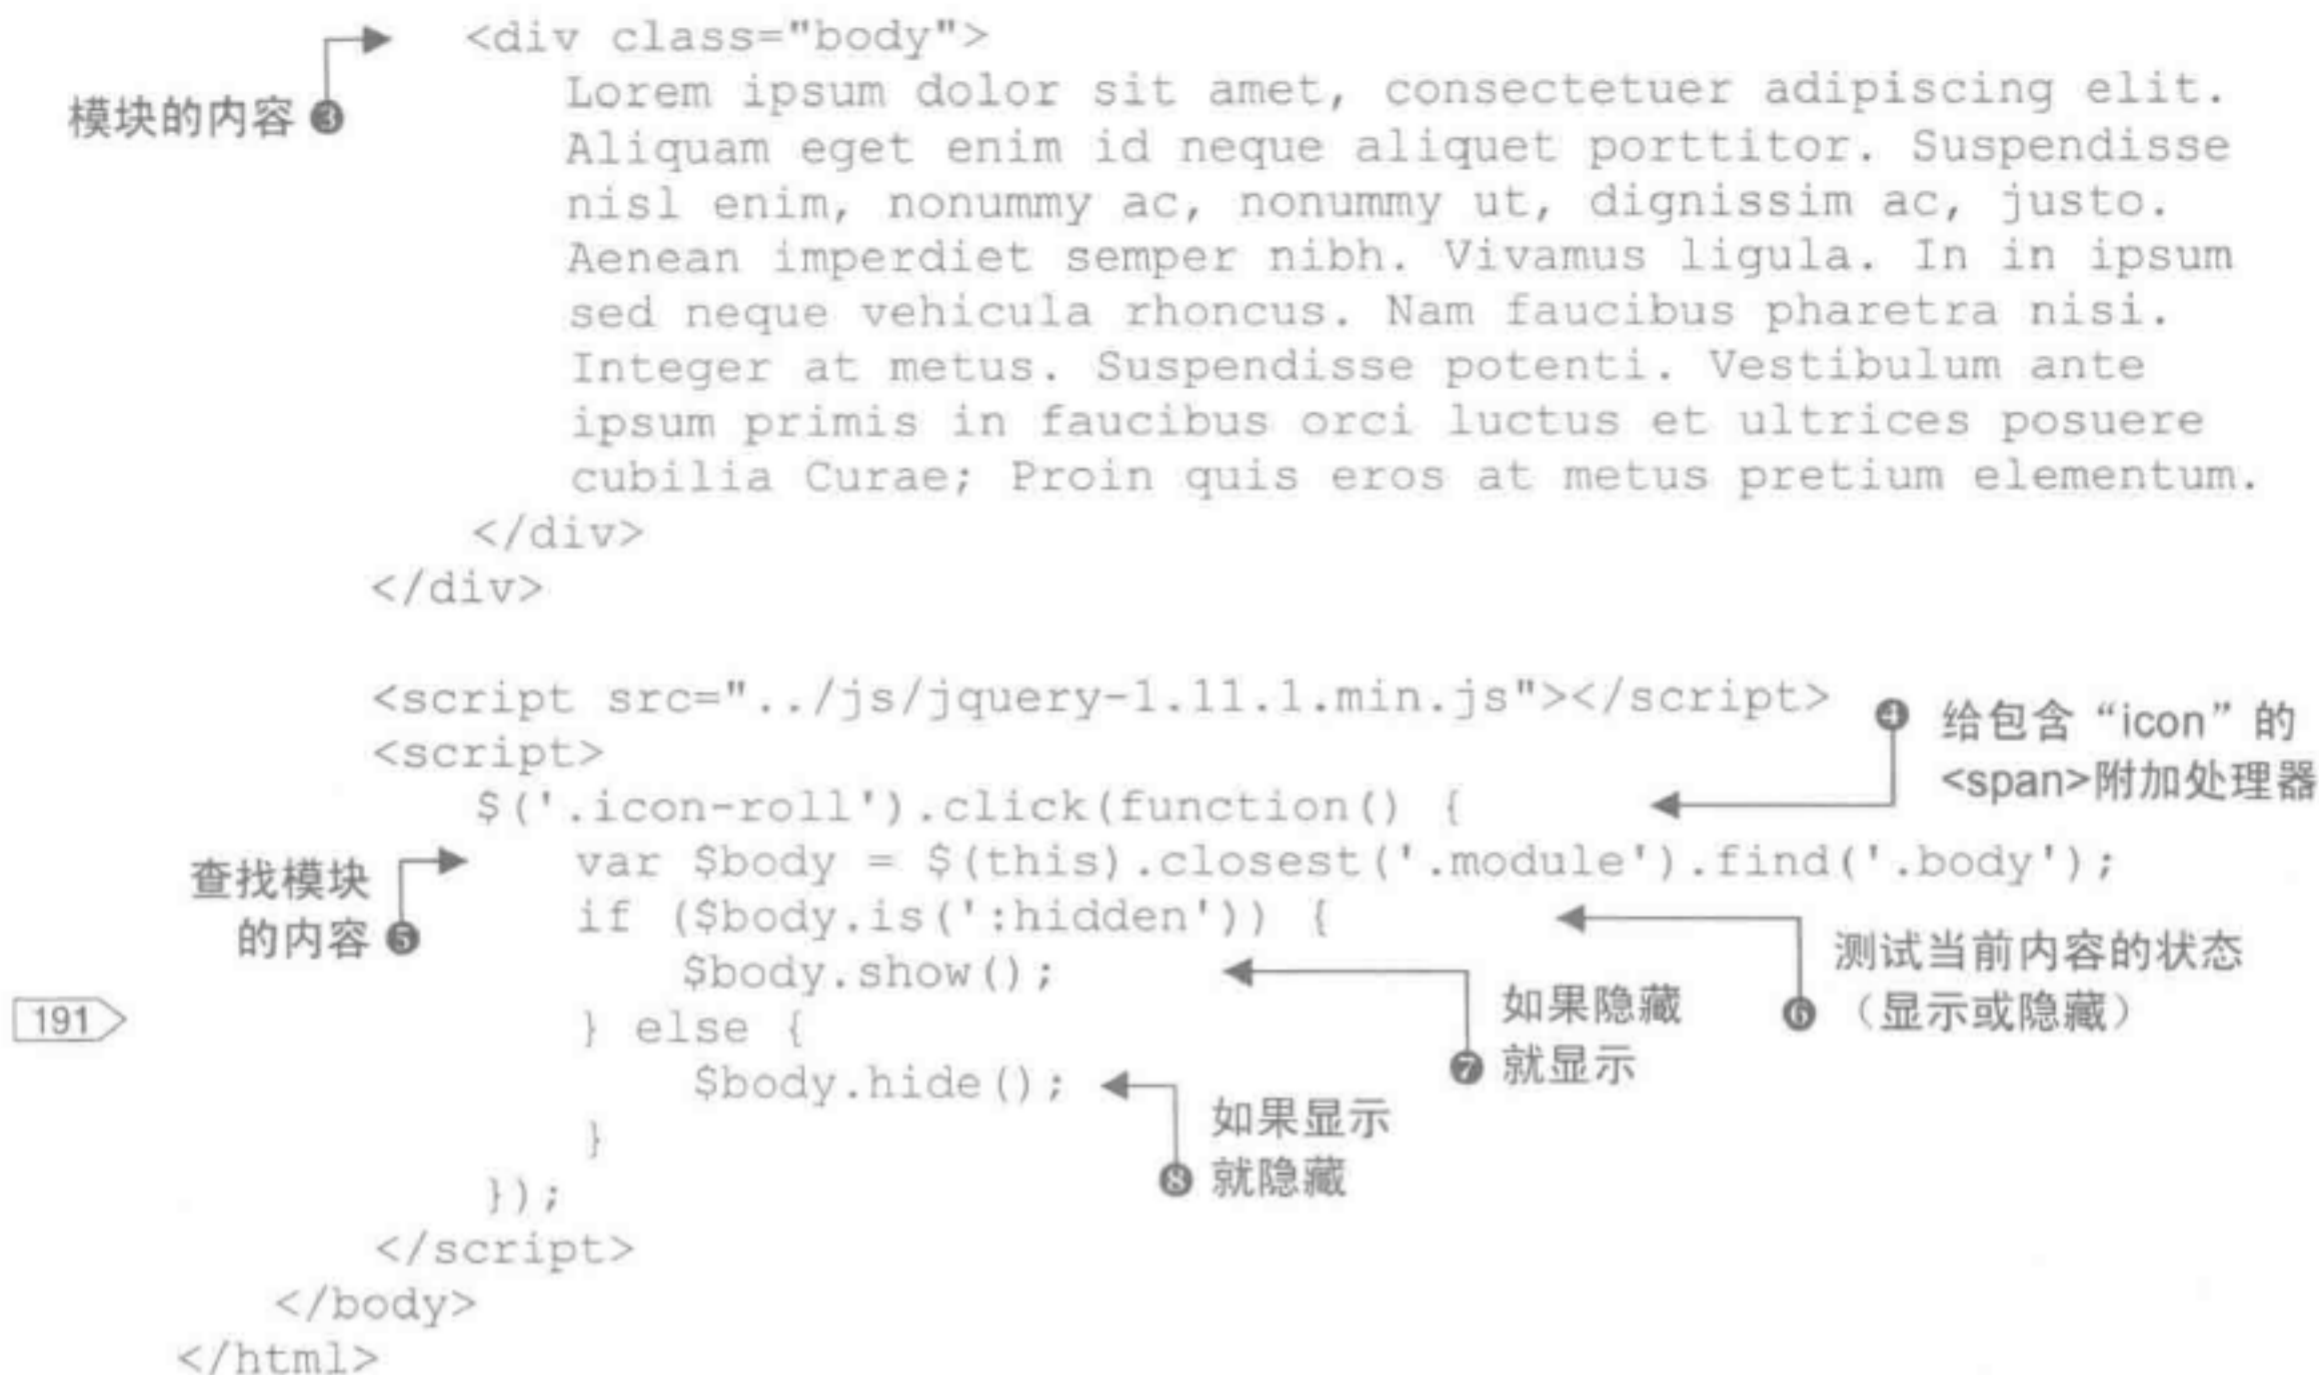 <div class="body">
模块的内容 ❸
Lorem ipsum dolor sit amet, consectetuer adipiscing elit.
Aliquam eget enim id neque aliquet porttitor. Suspendisse
nisl enim, nonummy ac, nonummy ut, dignissim ac, justo.
Aenean imperdiet semper nibh. Vivamus ligula. In in ipsum
sed neque vehicula rhoncus. Nam faucibus pharetra nisi.
Integer at metus. Suspendisse potenti. Vestibulum ante
ipsum primis in faucibus orci luctus et ultrices posuere
cubilia Curae; Proin quis eros at metus pretium elementum.
</div>
</div>
<script src="../js/jquery-1.11.1.min.js"></script>
<script>
❹ 给包含“icon”的
<span>附加处理器
$('.icon-roll').click(function() {
查找模块
的内容 ❺
var $body = $(this).closest('.module').find('.body');
if ($body.is(':hidden')) {
测试当前内容的状态
❻（显示或隐藏）
$body.show();
如果隐藏
❼ 就显示
191
} else {
$body.hide();
如果显示
❽ 就隐藏
}
});
</script>
</body>
</html>